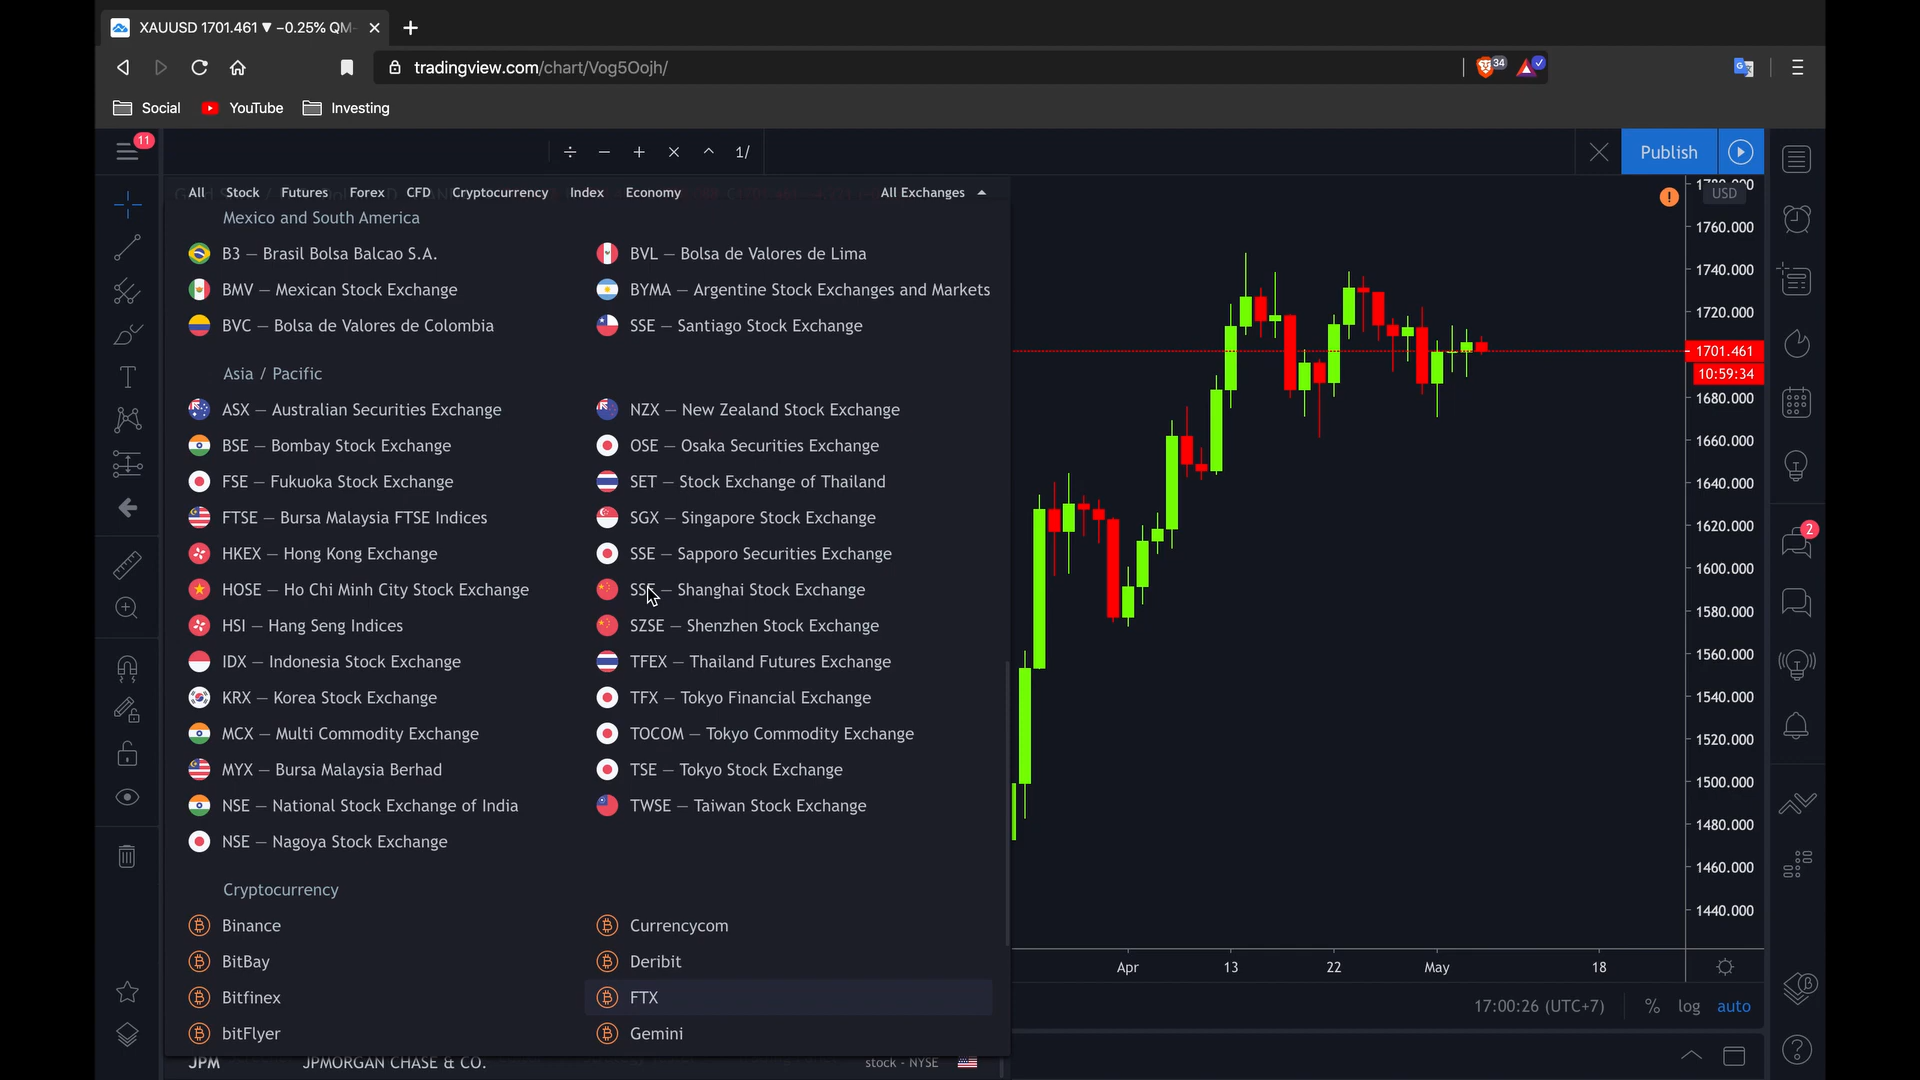 XAUUSD 1701.461 ▼ −0.25% QM
tradingview.com/chart/Vog5Oojh/
34
Social
YouTube
Investing
11
1/
Publish
All
Stock
Futures
Forex
CFD
Cryptocurrency
Index
Economy
All Exchanges
Mexico and South America
B3 — Brasil Bolsa Balcao S.A.
BVL — Bolsa de Valores de Lima
BMV — Mexican Stock Exchange
BYMA — Argentine Stock Exchanges and Markets
BVC — Bolsa de Valores de Colombia
SSE — Santiago Stock Exchange
Asia / Pacific
ASX — Australian Securities Exchange
NZX — New Zealand Stock Exchange
BSE — Bombay Stock Exchange
OSE — Osaka Securities Exchange
FSE — Fukuoka Stock Exchange
SET — Stock Exchange of Thailand
FTSE — Bursa Malaysia FTSE Indices
SGX — Singapore Stock Exchange
HKEX — Hong Kong Exchange
SSE — Sapporo Securities Exchange
HOSE — Ho Chi Minh City Stock Exchange
SSE — Shanghai Stock Exchange
HSI — Hang Seng Indices
SZSE — Shenzhen Stock Exchange
IDX — Indonesia Stock Exchange
TFEX — Thailand Futures Exchange
KRX — Korea Stock Exchange
TFX — Tokyo Financial Exchange
MCX — Multi Commodity Exchange
TOCOM — Tokyo Commodity Exchange
MYX — Bursa Malaysia Berhad
TSE — Tokyo Stock Exchange
NSE — National Stock Exchange of India
TWSE — Taiwan Stock Exchange
NSE — Nagoya Stock Exchange
Cryptocurrency
Binance
Currencycom
BitBay
Deribit
Bitfinex
FTX
bitFlyer
Gemini
JPM
JPMORGAN CHASE & CO.
stock - NYSE
1780.000
USD
1760.000
1740.000
1720.000
1701.461
10:59:34
1680.000
1660.000
1640.000
1620.000
1600.000
1580.000
1560.000
1540.000
1520.000
1500.000
1480.000
1460.000
1440.000
Apr
13
22
May
18
17:00:26 (UTC+7)
%
log
auto
2